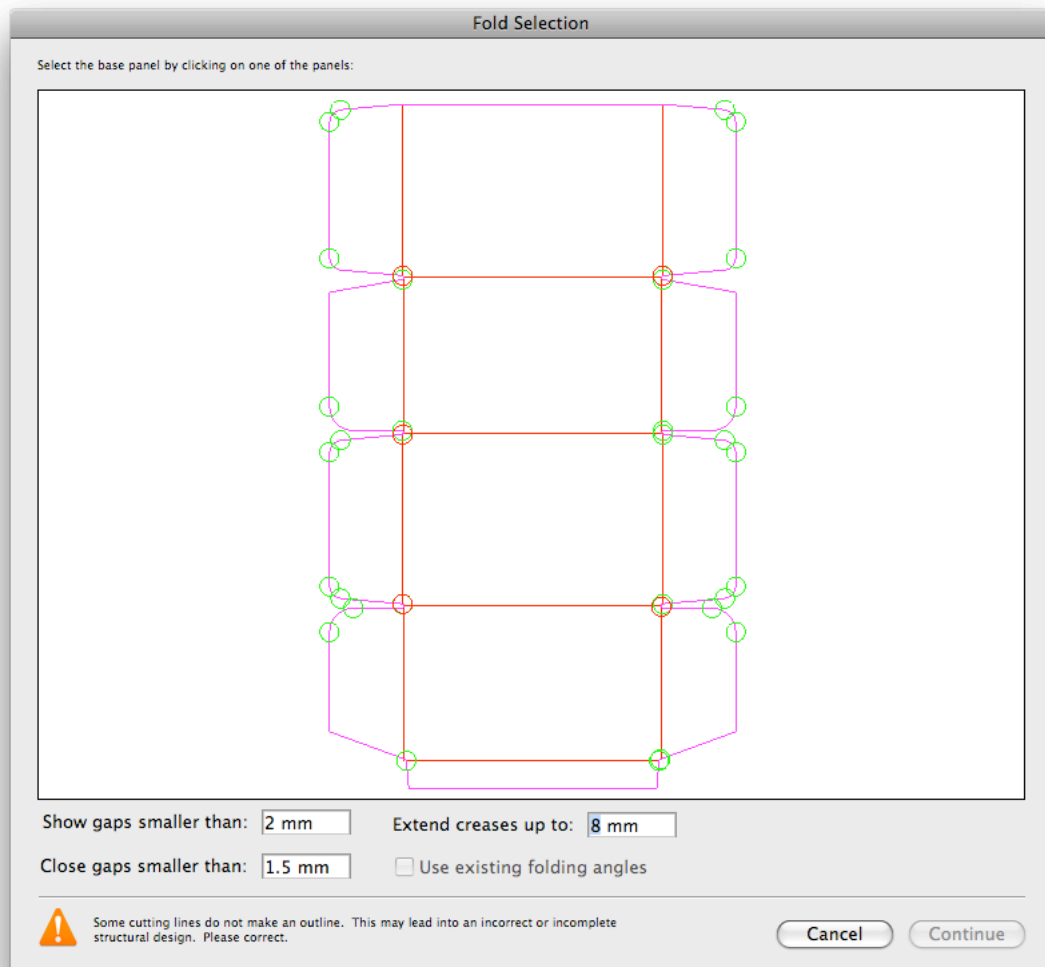 Fold Selection
Select the base panel by clicking on one of the panels:
Show gaps smaller than: 2 mm Extend creases up to: 8 mm
Close gaps smaller than: 1.5 mm Use existing folding angles
Some cutting lines do not make an outline. This may lead into an incorrect or incomplete
structural design. Please correct.
Cancel Continue